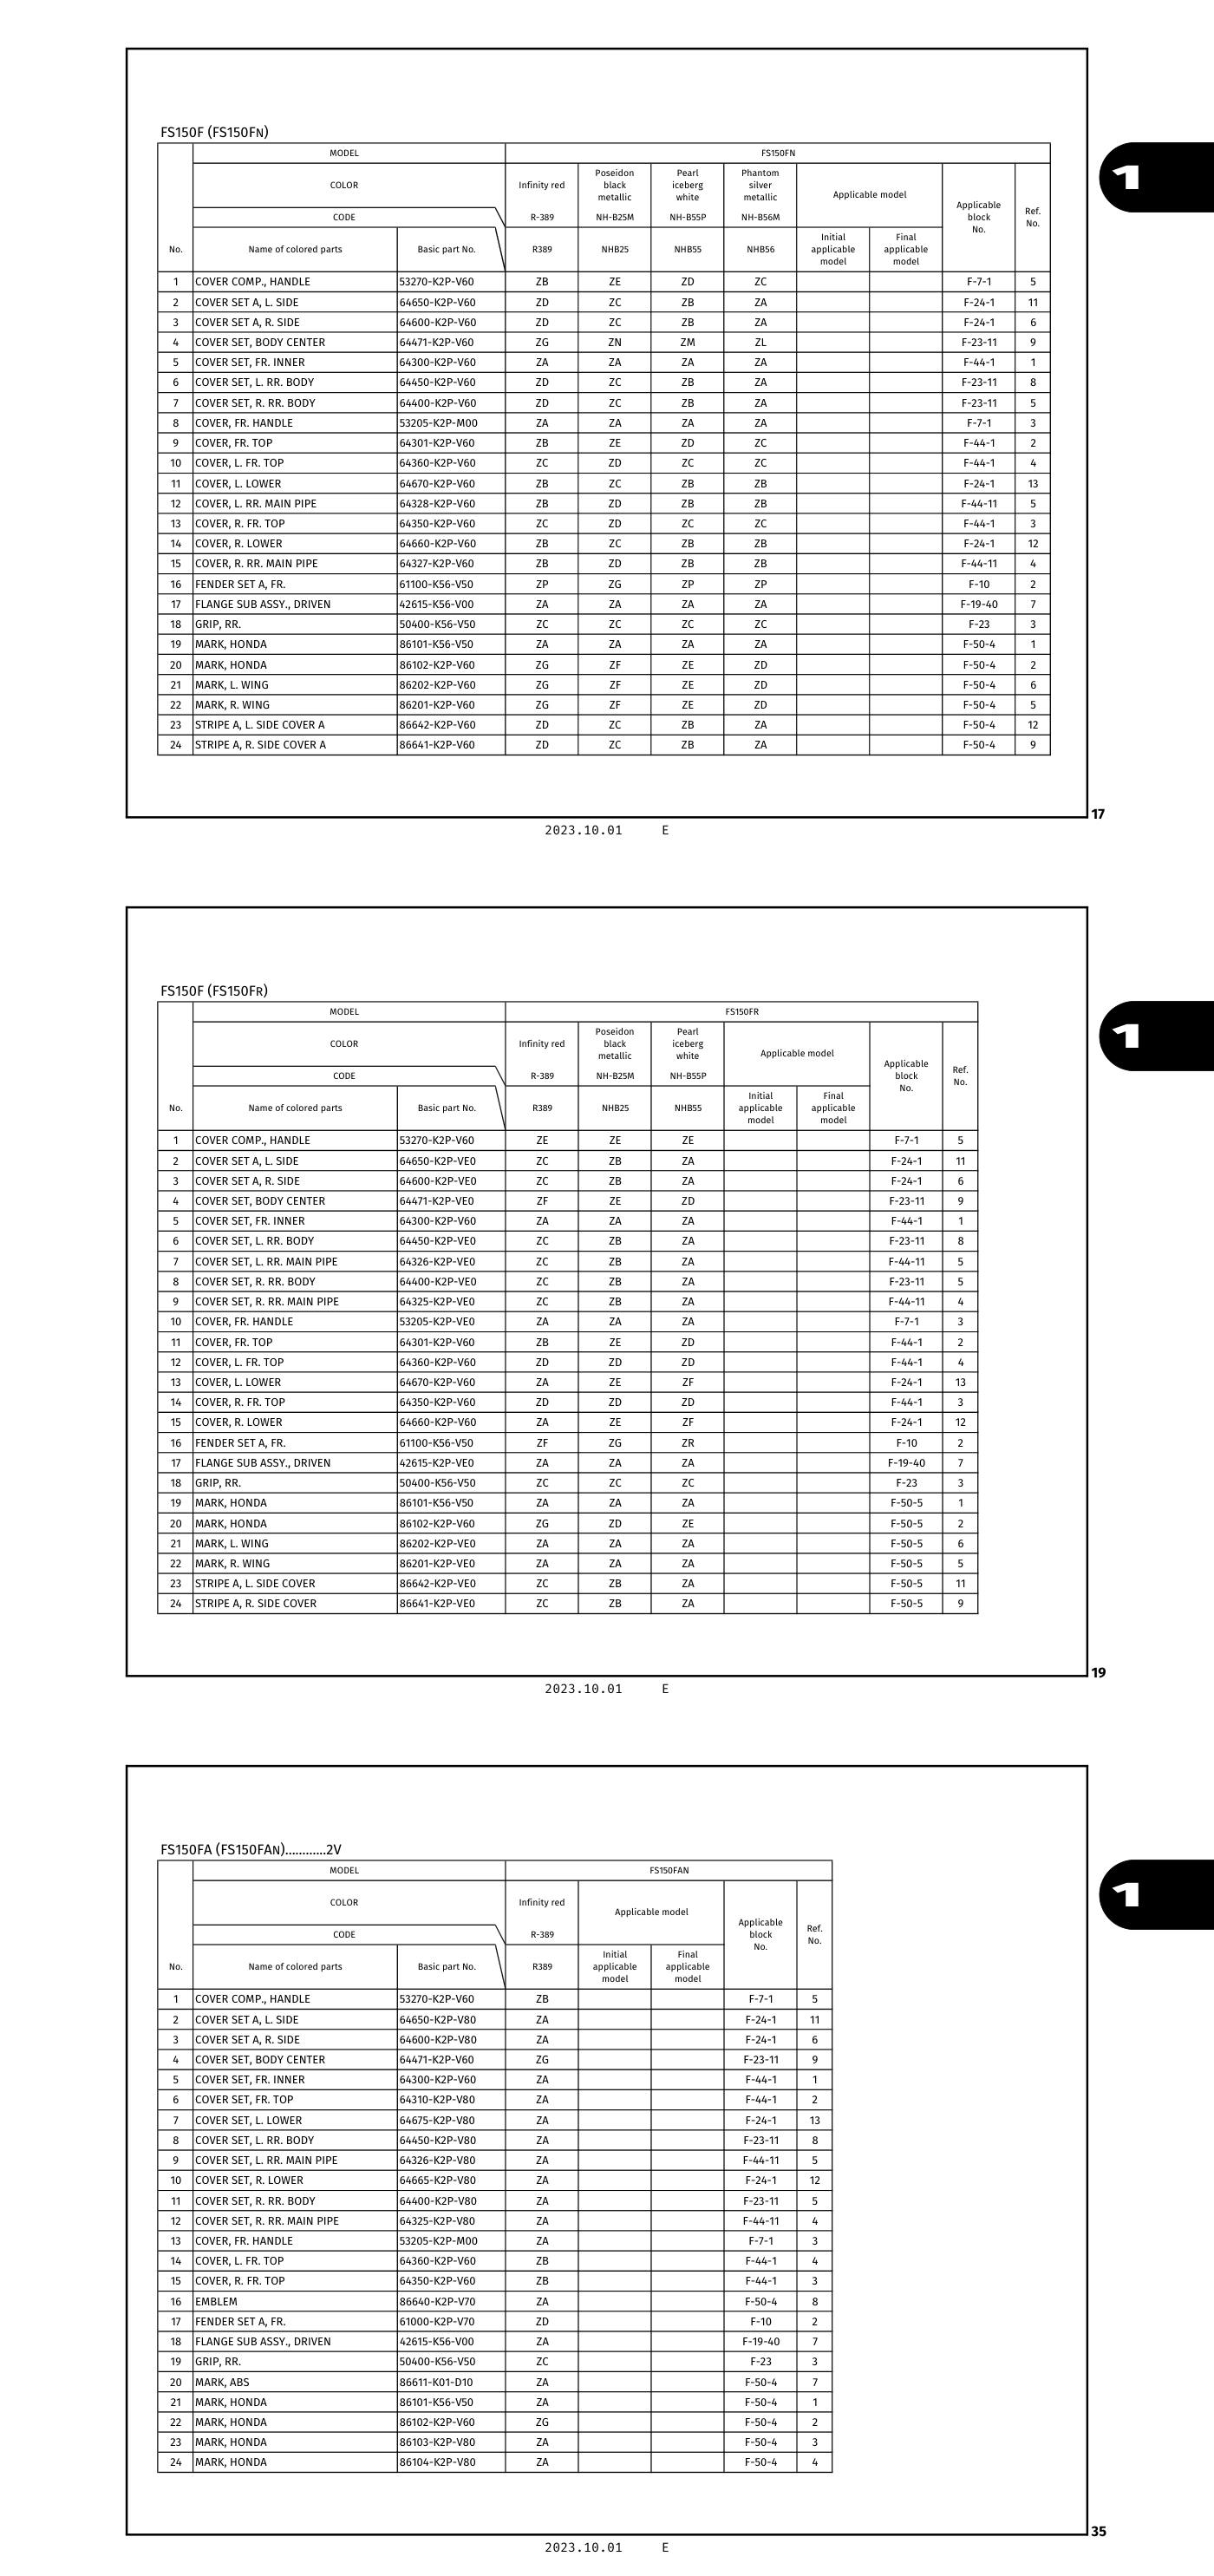 FS150F (FS150FN)
MODEL FS150FN
COLOR Infinity red Poseidon black metallic Pearl iceberg white Phantom silver metallic Applicable model Applicable block No. Ref. No.
CODE R-389 NH-B25M NH-B55P NH-B56M
No. Name of colored parts Basic part No. R389 NHB25 NHB55 NHB56 Initial applicable model Final applicable model
1 COVER COMP., HANDLE 53270-K2P-V60 ZB ZE ZD ZC F-7-1 5
2 COVER SET A, L. SIDE 64650-K2P-V60 ZD ZC ZB ZA F-24-1 11
3 COVER SET A, R. SIDE 64600-K2P-V60 ZD ZC ZB ZA F-24-1 6
4 COVER SET, BODY CENTER 64471-K2P-V60 ZG ZN ZM ZL F-23-11 9
5 COVER SET, FR. INNER 64300-K2P-V60 ZA ZA ZA ZA F-44-1 1
6 COVER SET, L. RR. BODY 64450-K2P-V60 ZD ZC ZB ZA F-23-11 8
7 COVER SET, R. RR. BODY 64400-K2P-V60 ZD ZC ZB ZA F-23-11 5
8 COVER, FR. HANDLE 53205-K2P-M00 ZA ZA ZA ZA F-7-1 3
9 COVER, FR. TOP 64301-K2P-V60 ZB ZE ZD ZC F-44-1 2
10 COVER, L. FR. TOP 64360-K2P-V60 ZC ZD ZC ZC F-44-1 4
11 COVER, L. LOWER 64670-K2P-V60 ZB ZC ZB ZB F-24-1 13
12 COVER, L. RR. MAIN PIPE 64328-K2P-V60 ZB ZD ZB ZB F-44-11 5
13 COVER, R. FR. TOP 64350-K2P-V60 ZC ZD ZC ZC F-44-1 3
14 COVER, R. LOWER 64660-K2P-V60 ZB ZC ZB ZB F-24-1 12
15 COVER, R. RR. MAIN PIPE 64327-K2P-V60 ZB ZD ZB ZB F-44-11 4
16 FENDER SET A, FR. 61100-K56-V50 ZP ZG ZP ZP F-10 2
17 FLANGE SUB ASSY., DRIVEN 42615-K56-V00 ZA ZA ZA ZA F-19-40 7
18 GRIP, RR. 50400-K56-V50 ZC ZC ZC ZC F-23 3
19 MARK, HONDA 86101-K56-V50 ZA ZA ZA ZA F-50-4 1
20 MARK, HONDA 86102-K2P-V60 ZG ZF ZE ZD F-50-4 2
21 MARK, L. WING 86202-K2P-V60 ZG ZF ZE ZD F-50-4 6
22 MARK, R. WING 86201-K2P-V60 ZG ZF ZE ZD F-50-4 5
23 STRIPE A, L. SIDE COVER A 86642-K2P-V60 ZD ZC ZB ZA F-50-4 12
24 STRIPE A, R. SIDE COVER A 86641-K2P-V60 ZD ZC ZB ZA F-50-4 9
1
17
2023.10.01 E
FS150F (FS150FR)
MODEL FS150FR
COLOR Infinity red Poseidon black metallic Pearl iceberg white Applicable model Applicable block No. Ref. No.
CODE R-389 NH-B25M NH-B55P
No. Name of colored parts Basic part No. R389 NHB25 NHB55 Initial applicable model Final applicable model
1 COVER COMP., HANDLE 53270-K2P-V60 ZE ZE ZE F-7-1 5
2 COVER SET A, L. SIDE 64650-K2P-VE0 ZC ZB ZA F-24-1 11
3 COVER SET A, R. SIDE 64600-K2P-VE0 ZC ZB ZA F-24-1 6
4 COVER SET, BODY CENTER 64471-K2P-VE0 ZF ZE ZD F-23-11 9
5 COVER SET, FR. INNER 64300-K2P-V60 ZA ZA ZA F-44-1 1
6 COVER SET, L. RR. BODY 64450-K2P-VE0 ZC ZB ZA F-23-11 8
7 COVER SET, L. RR. MAIN PIPE 64326-K2P-VE0 ZC ZB ZA F-44-11 5
8 COVER SET, R. RR. BODY 64400-K2P-VE0 ZC ZB ZA F-23-11 5
9 COVER SET, R. RR. MAIN PIPE 64325-K2P-VE0 ZC ZB ZA F-44-11 4
10 COVER, FR. HANDLE 53205-K2P-VE0 ZA ZA ZA F-7-1 3
11 COVER, FR. TOP 64301-K2P-V60 ZB ZE ZD F-44-1 2
12 COVER, L. FR. TOP 64360-K2P-V60 ZD ZD ZD F-44-1 4
13 COVER, L. LOWER 64670-K2P-V60 ZA ZE ZF F-24-1 13
14 COVER, R. FR. TOP 64350-K2P-V60 ZD ZD ZD F-44-1 3
15 COVER, R. LOWER 64660-K2P-V60 ZA ZE ZF F-24-1 12
16 FENDER SET A, FR. 61100-K56-V50 ZF ZG ZR F-10 2
17 FLANGE SUB ASSY., DRIVEN 42615-K2P-VE0 ZA ZA ZA F-19-40 7
18 GRIP, RR. 50400-K56-V50 ZC ZC ZC F-23 3
19 MARK, HONDA 86101-K56-V50 ZA ZA ZA F-50-5 1
20 MARK, HONDA 86102-K2P-V60 ZG ZD ZE F-50-5 2
21 MARK, L. WING 86202-K2P-VE0 ZA ZA ZA F-50-5 6
22 MARK, R. WING 86201-K2P-VE0 ZA ZA ZA F-50-5 5
23 STRIPE A, L. SIDE COVER 86642-K2P-VE0 ZC ZB ZA F-50-5 11
24 STRIPE A, R. SIDE COVER 86641-K2P-VE0 ZC ZB ZA F-50-5 9
1
19
2023.10.01 E
FS150FA (FS150FAN)............2V
MODEL FS150FAN
COLOR Infinity red Applicable model Applicable block No. Ref. No.
CODE R-389
No. Name of colored parts Basic part No. R389 Initial applicable model Final applicable model
1 COVER COMP., HANDLE 53270-K2P-V60 ZB F-7-1 5
2 COVER SET A, L. SIDE 64650-K2P-V80 ZA F-24-1 11
3 COVER SET A, R. SIDE 64600-K2P-V80 ZA F-24-1 6
4 COVER SET, BODY CENTER 64471-K2P-V60 ZG F-23-11 9
5 COVER SET, FR. INNER 64300-K2P-V60 ZA F-44-1 1
6 COVER SET, FR. TOP 64310-K2P-V80 ZA F-44-1 2
7 COVER SET, L. LOWER 64675-K2P-V80 ZA F-24-1 13
8 COVER SET, L. RR. BODY 64450-K2P-V80 ZA F-23-11 8
9 COVER SET, L. RR. MAIN PIPE 64326-K2P-V80 ZA F-44-11 5
10 COVER SET, R. LOWER 64665-K2P-V80 ZA F-24-1 12
11 COVER SET, R. RR. BODY 64400-K2P-V80 ZA F-23-11 5
12 COVER SET, R. RR. MAIN PIPE 64325-K2P-V80 ZA F-44-11 4
13 COVER, FR. HANDLE 53205-K2P-M00 ZA F-7-1 3
14 COVER, L. FR. TOP 64360-K2P-V60 ZB F-44-1 4
15 COVER, R. FR. TOP 64350-K2P-V60 ZB F-44-1 3
16 EMBLEM 86640-K2P-V70 ZA F-50-4 8
17 FENDER SET A, FR. 61000-K2P-V70 ZD F-10 2
18 FLANGE SUB ASSY., DRIVEN 42615-K56-V00 ZA F-19-40 7
19 GRIP, RR. 50400-K56-V50 ZC F-23 3
20 MARK, ABS 86611-K01-D10 ZA F-50-4 7
21 MARK, HONDA 86101-K56-V50 ZA F-50-4 1
22 MARK, HONDA 86102-K2P-V60 ZG F-50-4 2
23 MARK, HONDA 86103-K2P-V80 ZA F-50-4 3
24 MARK, HONDA 86104-K2P-V80 ZA F-50-4 4
1
35
2023.10.01 E